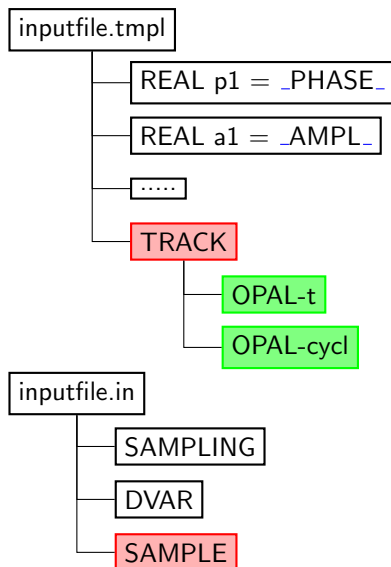 inputfile.tmpl
REAL p1 = _PHASE_
REAL a1 = _AMPL_
.....
TRACK
OPAL-t
OPAL-cycl
inputfile.in
SAMPLING
DVAR
SAMPLE